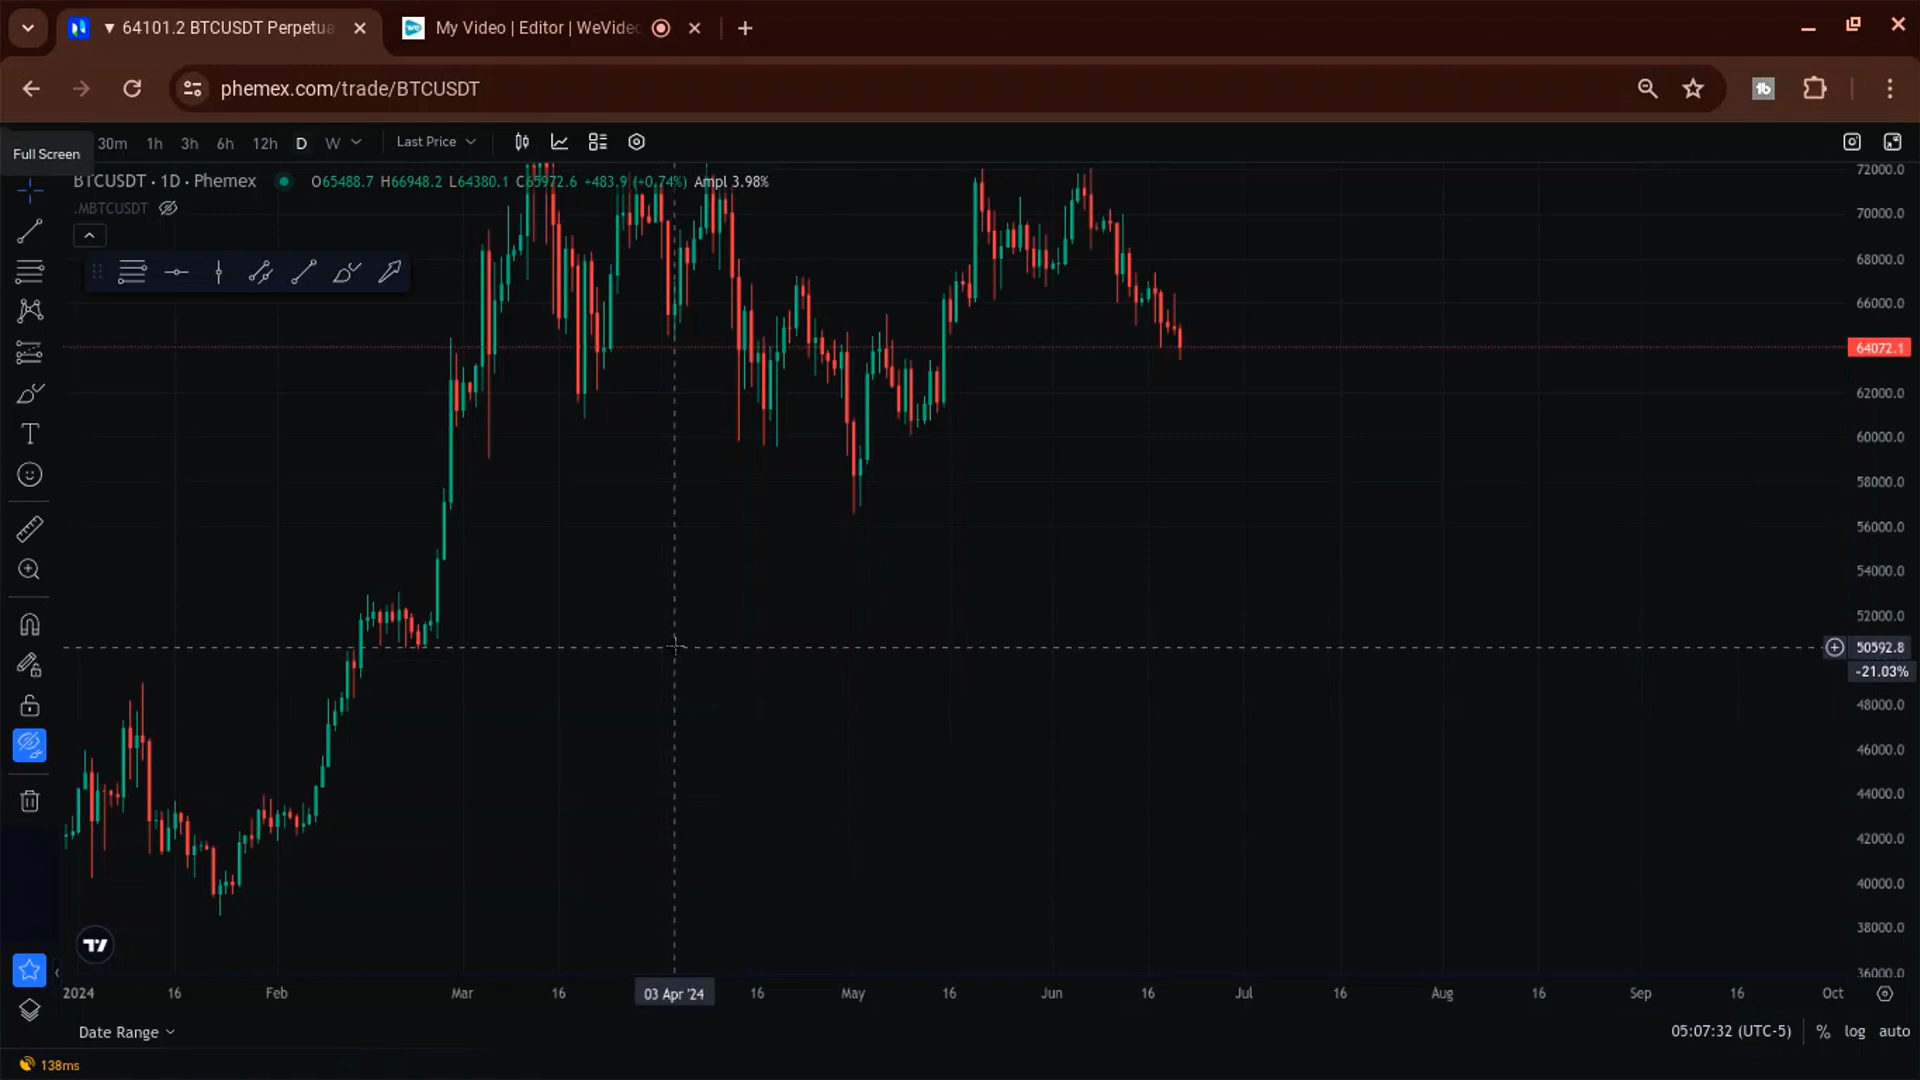 ▼ 64101.2 BTCUSDT Perpetua
My Video | Editor | WeVide
phemex.com/trade/BTCUSDT
Full Screen
30m 1h 3h 6h 12h D W Last Price
BTCUSDT · 1D · Phemex O65488.7 H66948.2 L64380.1 C65972.6 +483.9 (+0.74%) Ampl 3.98%
.MBTCUSDT
72000.0
70000.0
68000.0
66000.0
64072.1
62000.0
60000.0
58000.0
56000.0
54000.0
52000.0
50592.8
-21.03%
48000.0
46000.0
44000.0
42000.0
40000.0
38000.0
36000.0
2024 16 Feb Mar 16 03 Apr '24 16 May 16 Jun 16 Jul 16 Aug 16 Sep 16 Oct
Date Range 05:07:32 (UTC-5) % log auto
138ms